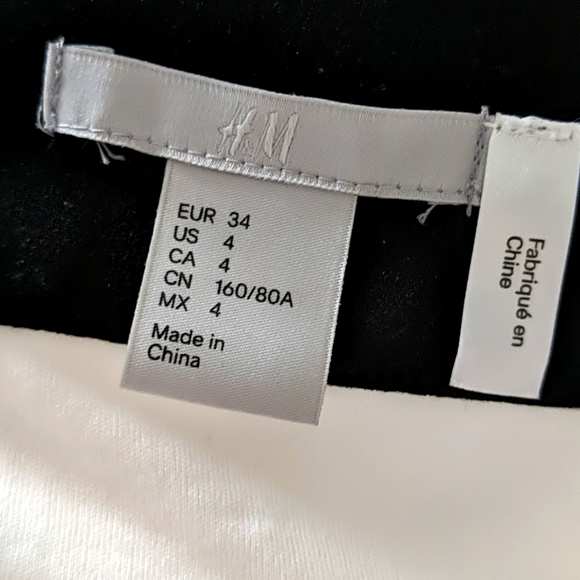 H&M
EUR 34
US 4
CA 4
CN 160/80A
MX 4
Made in
China
Fabriqué en
Chine